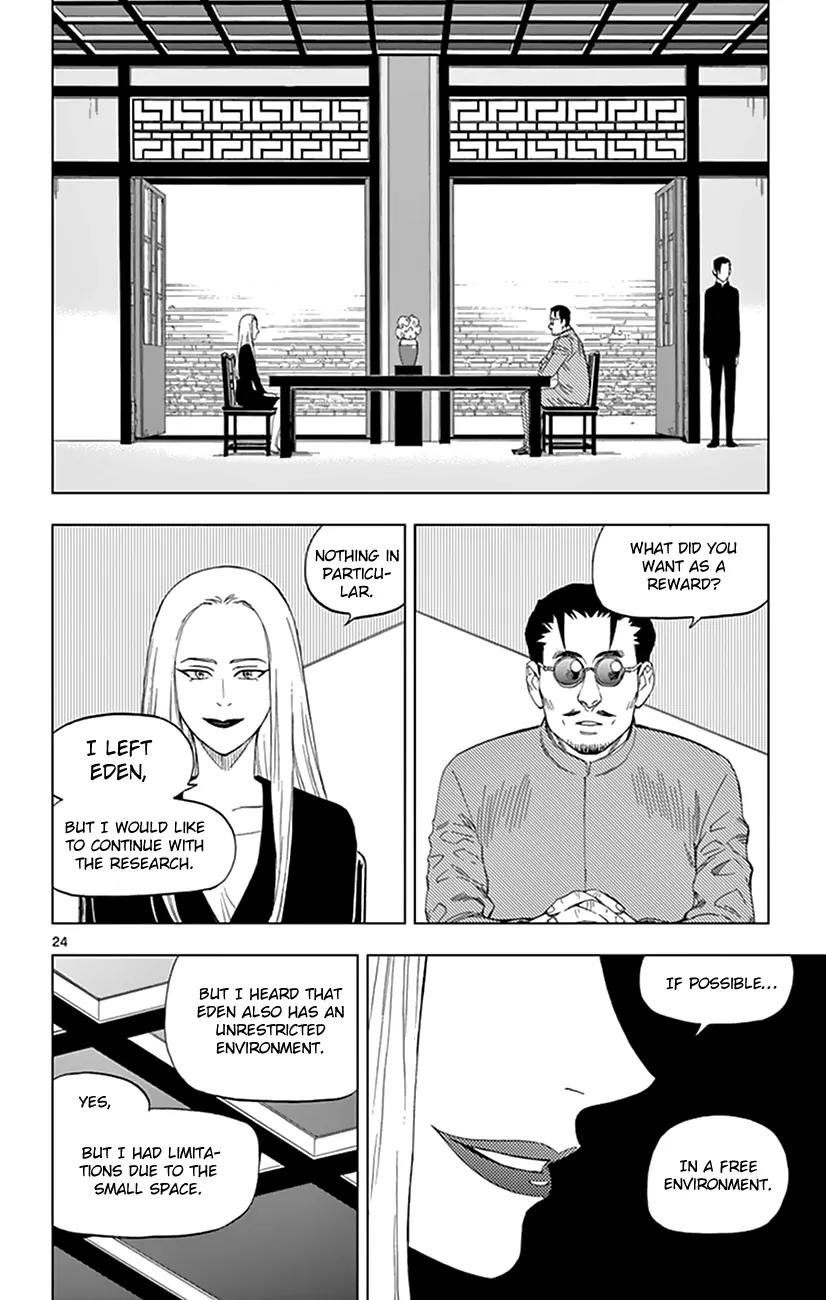 WHAT DID YOU
WANT AS A
REWARD?
NOTHING IN
PARTICU-
LAR.
I LEFT
EDEN,
BUT I WOULD LIKE
TO CONTINUE WITH
THE RESEARCH.
24
IF POSSIBLE...
IN A FREE
ENVIRONMENT.
BUT I HEARD THAT
EDEN ALSO HAS AN
UNRESTRICTED
ENVIRONMENT.
YES,
BUT I HAD LIMITA-
TIONS DUE TO THE
SMALL SPACE.